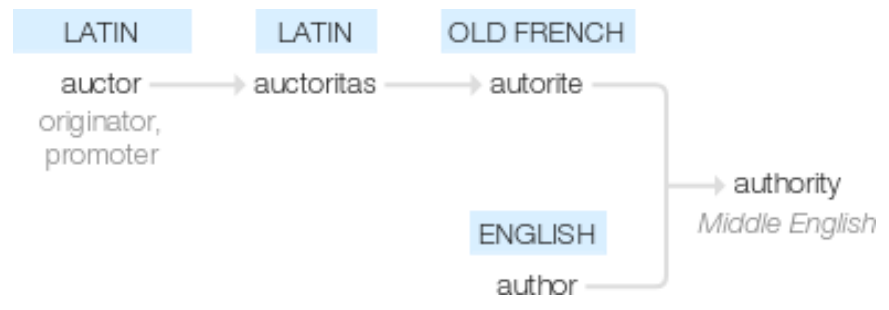 LATIN LATIN OLD FRENCH
auctor auctoritas autorite
originator,
promoter
authority
Middle English
ENGLISH
author